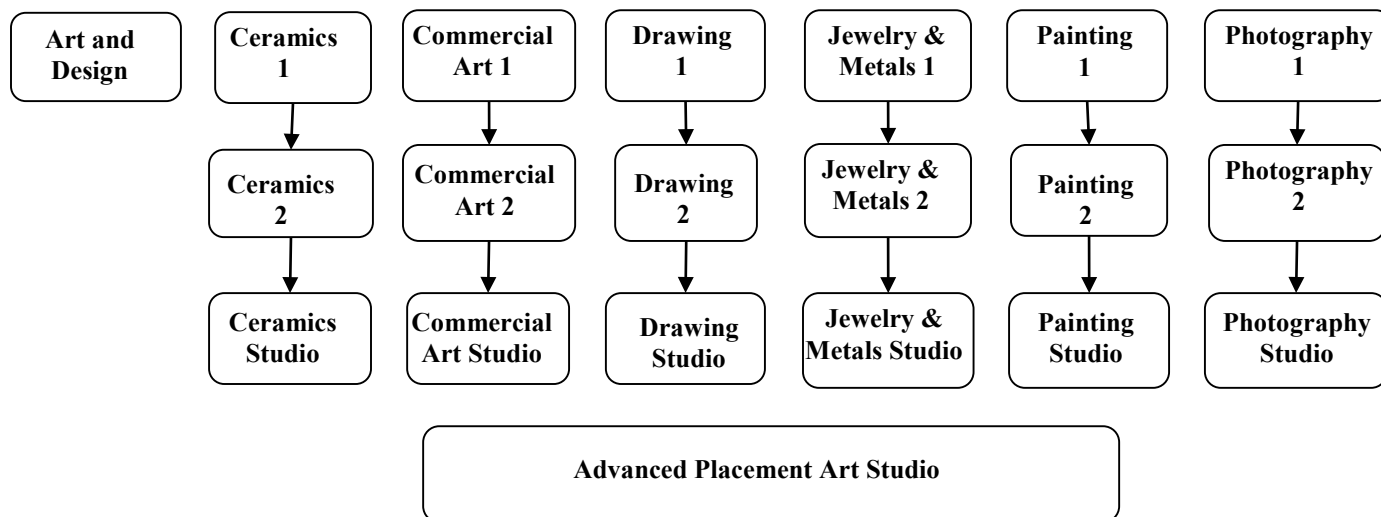 Art and
Design
Ceramics
1
Commercial
Art 1
Drawing
1
Jewelry &
Metals 1
Painting
1
Photography
1
Ceramics
2
Commercial
Art 2
Drawing
2
Jewelry &
Metals 2
Painting
2
Photography
2
Ceramics
Studio
Commercial
Art Studio
Drawing
Studio
Jewelry &
Metals Studio
Painting
Studio
Photography
Studio
Advanced Placement Art Studio